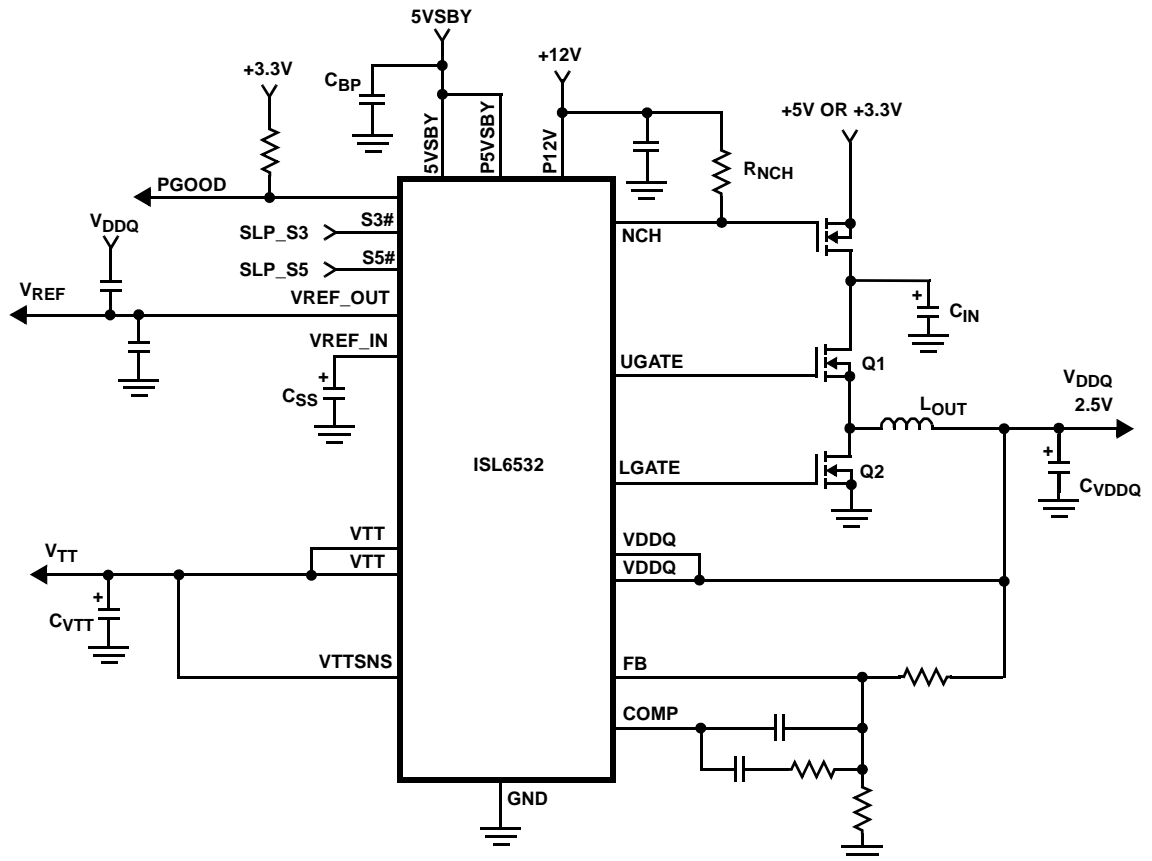 5VSBY
+3.3V
CBP
+12V
+5V OR +3.3V
5VSBY
P5VSBY
P12V
RNCH
PGOOD
NCH
VDDQ
SLP_S3
S3#
SLP_S5
S5#
VREF
VREF_OUT
+
CIN
VREF_IN
+
CSS
UGATE
Q1
LOUT
VDDQ
2.5V
ISL6532
LGATE
Q2
+
CVDDQ
VTT
VTT
VTT
VDDQ
VDDQ
+
CVTT
VTTSNS
FB
COMP
GND